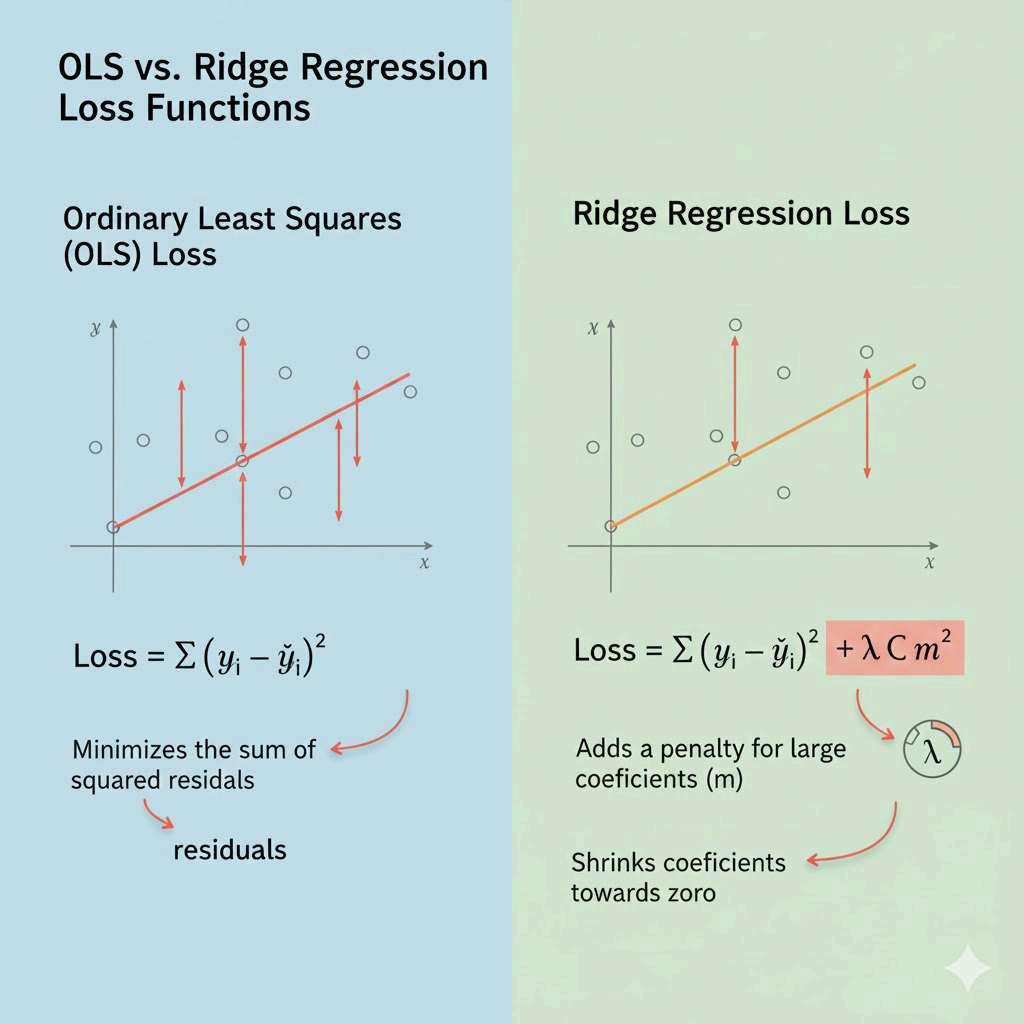 OLS vs. Ridge Regression
Loss Functions
Ordinary Least Squares
(OLS) Loss
y
x
Loss = Σ (yᵢ − y̌ᵢ)²
Minimizes the sum of
squared residals
residuals
Ridge Regression Loss
x
x
Loss = Σ (yᵢ − y̌ᵢ)² + λ C m²
Adds a penalty for large
coeficients (m)
λ
Shrinks coeficients
towards zoro